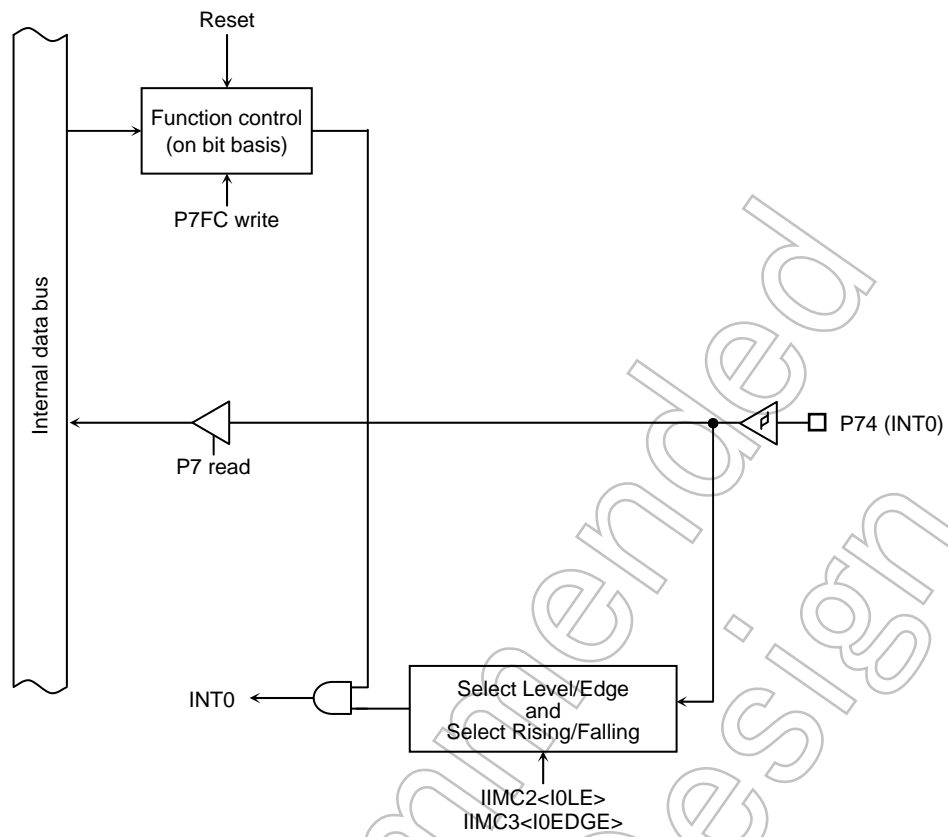 Reset
Function control
(on bit basis)
P7FC write
Internal data bus
P7 read
P74 (INT0)
INT0
Select Level/Edge
and
Select Rising/Falling
IIMC2<I0LE>
IIMC3<I0EDGE>